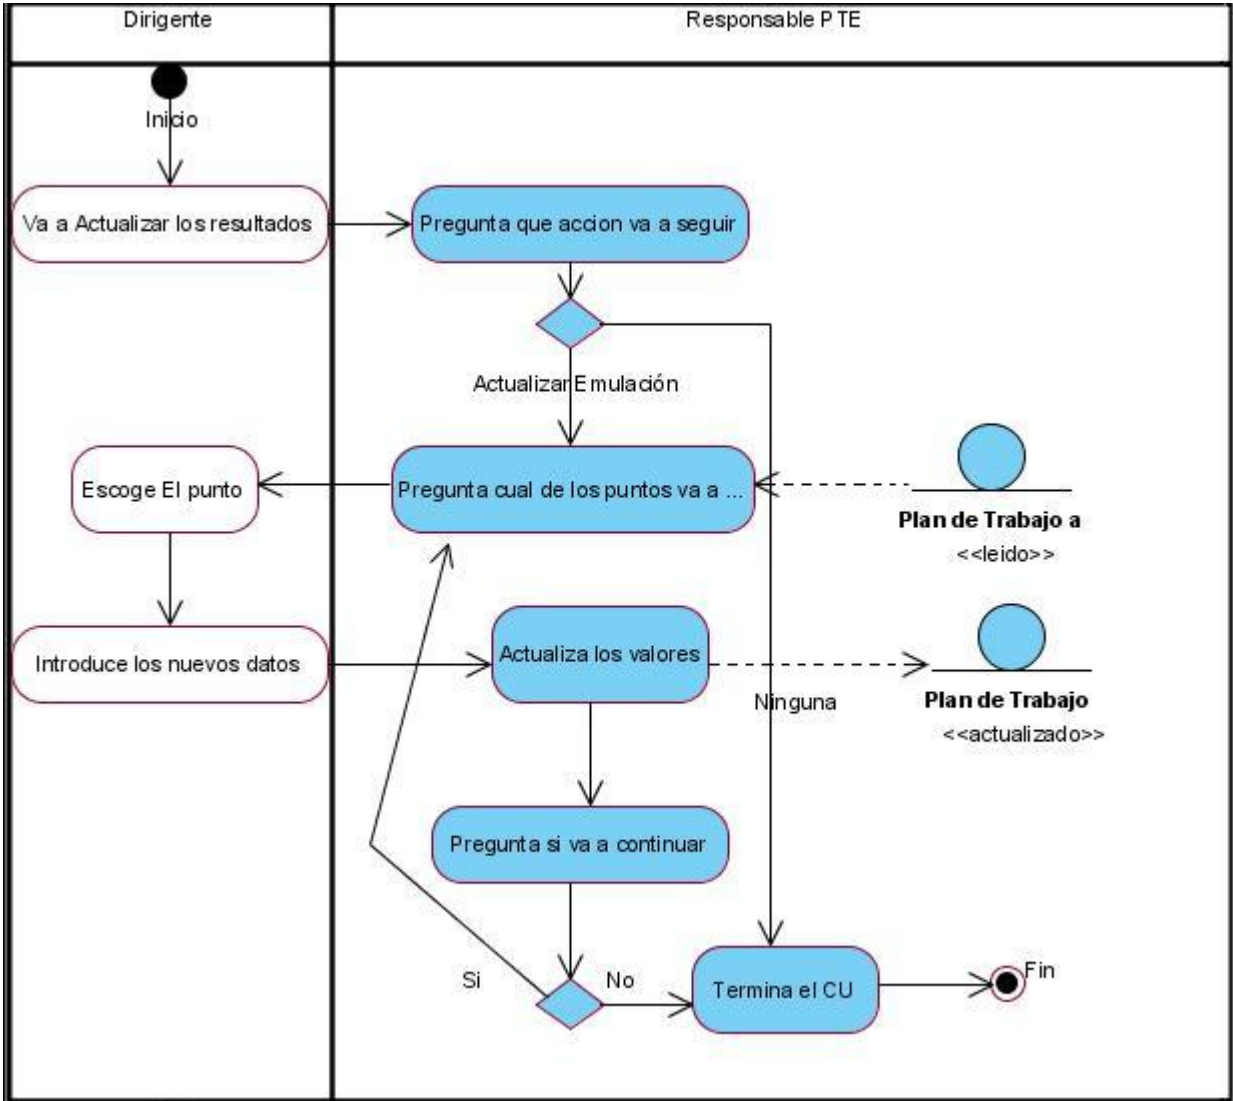 Dirigente
Responsable PTE
Inicio
Va a Actualizar los resultados
Pregunta que accion va a seguir
Actualizar Emulación
Escoge El punto
Pregunta cual de los puntos va a ...
Plan de Trabajo a
<<leido>>
Introduce los nuevos datos
Actualiza los valores
Ninguna
Plan de Trabajo
<<actualizado>>
Pregunta si va a continuar
Si
No
Termina el CU
Fin